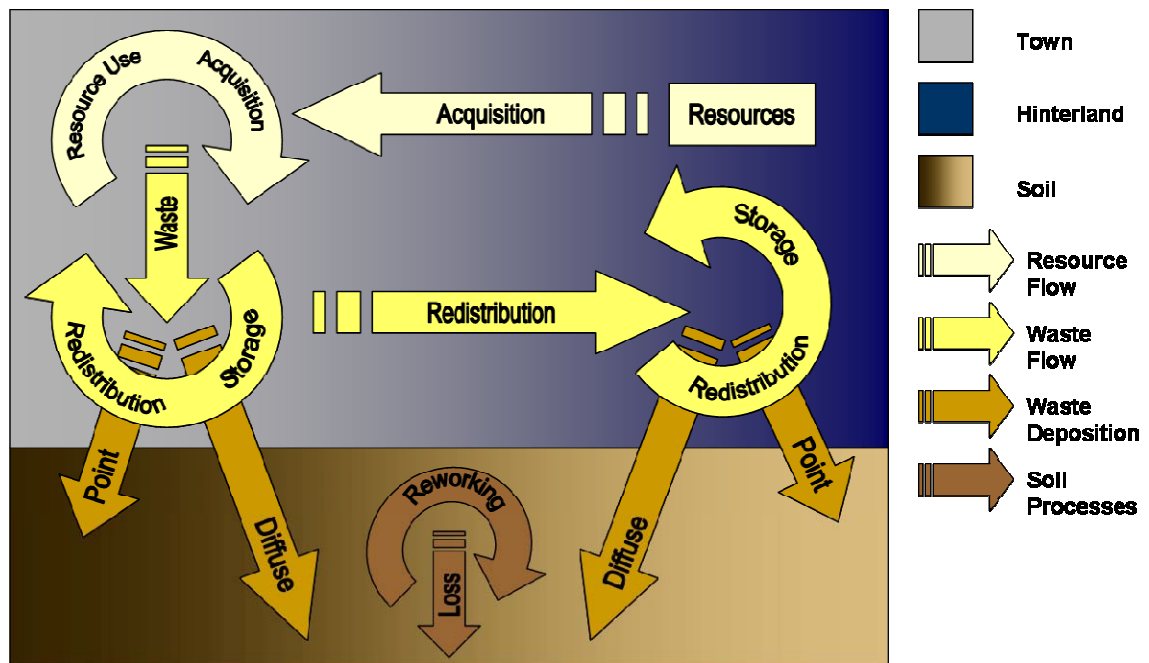 Resource Use
Acquisition
Acquisition
Resources
Waste
Redistribution
Storage
Redistribution
Storage
Redistribution
Point
Diffuse
Reworking
Loss
Diffuse
Point
Town
Hinterland
Soil
Resource
Flow
Waste
Flow
Waste
Deposition
Soil
Processes